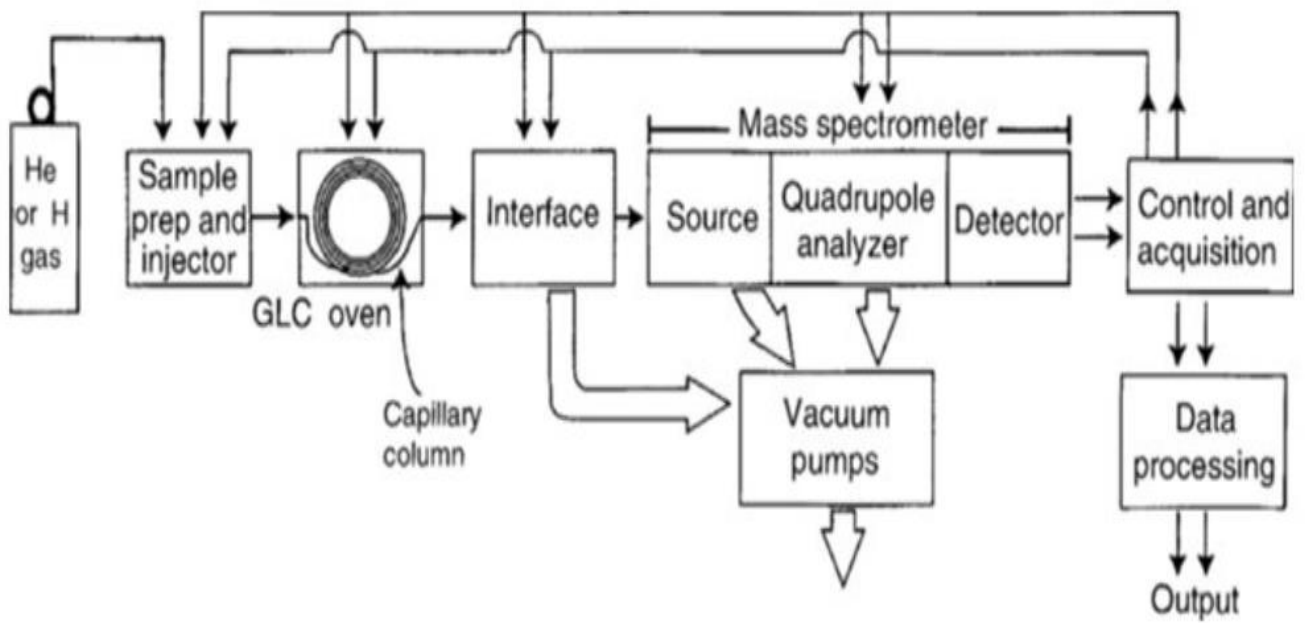 He
or H
gas
Sample
prep and
injector
GLC oven
Capillary
column
Interface
Mass spectrometer
Source
Quadrupole
analyzer
Detector
Control and
acquisition
Vacuum
pumps
Data
processing
Output